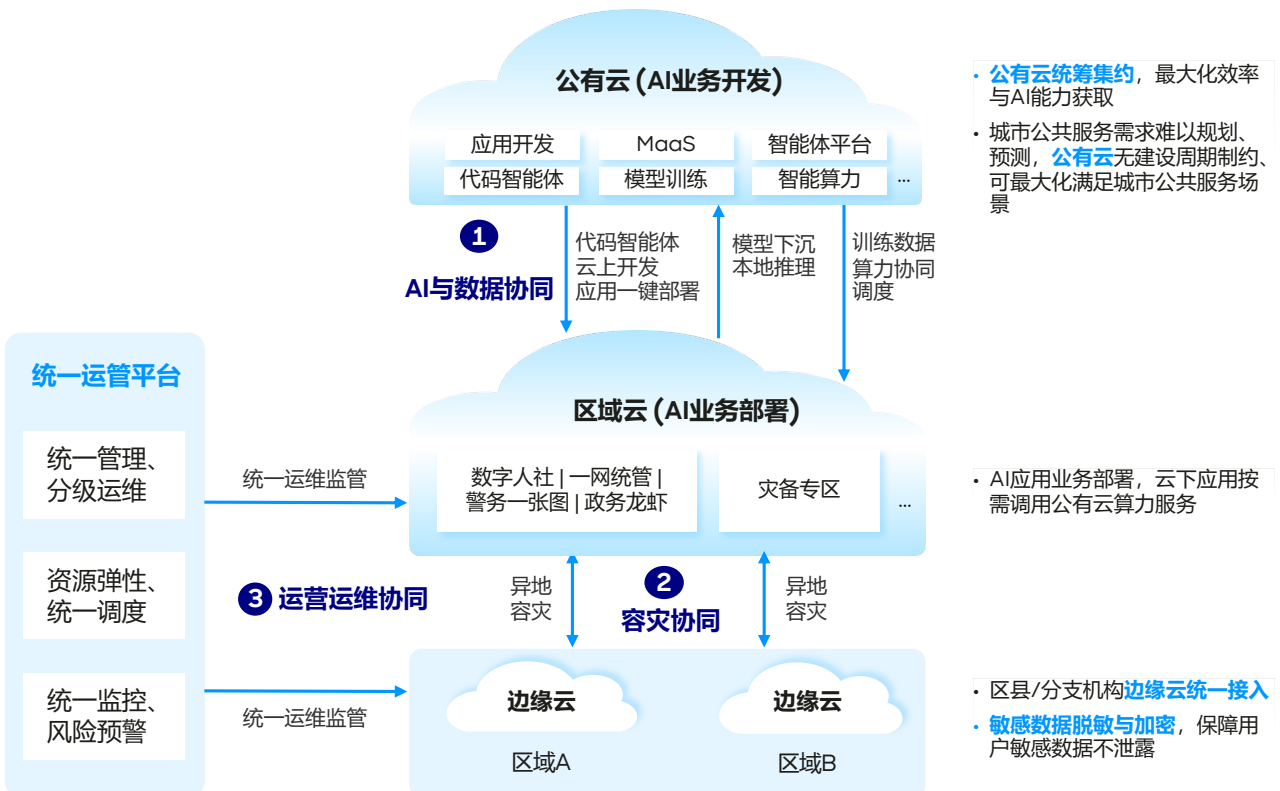 公有云 (AI业务开发)
应用开发
MaaS
智能体平台
代码智能体
模型训练
智能算力
...
• 公有云统筹集约，最大化效率
与AI能力获取
• 城市公共服务需求难以规划、
预测，公有云无建设周期制约、
可最大化满足城市公共服务场
景
1
AI与数据协同
代码智能体
云上开发
应用一键部署
模型下沉
本地推理
训练数据
算力协同
调度
统一运管平台
统一管理、
分级运维
资源弹性、
统一调度
统一监控、
风险预警
统一运维监管
区域云 (AI业务部署)
数字人社 | 一网统管 |
警务一张图 | 政务龙虾
灾备专区
...
• AI应用业务部署，云下应用按
需调用公有云算力服务
3 运营运维协同
异地
容灾
2
容灾协同
异地
容灾
统一运维监管
边缘云
区域A
边缘云
区域B
• 区县/分支机构边缘云统一接入
• 敏感数据脱敏与加密，保障用
户敏感数据不泄露